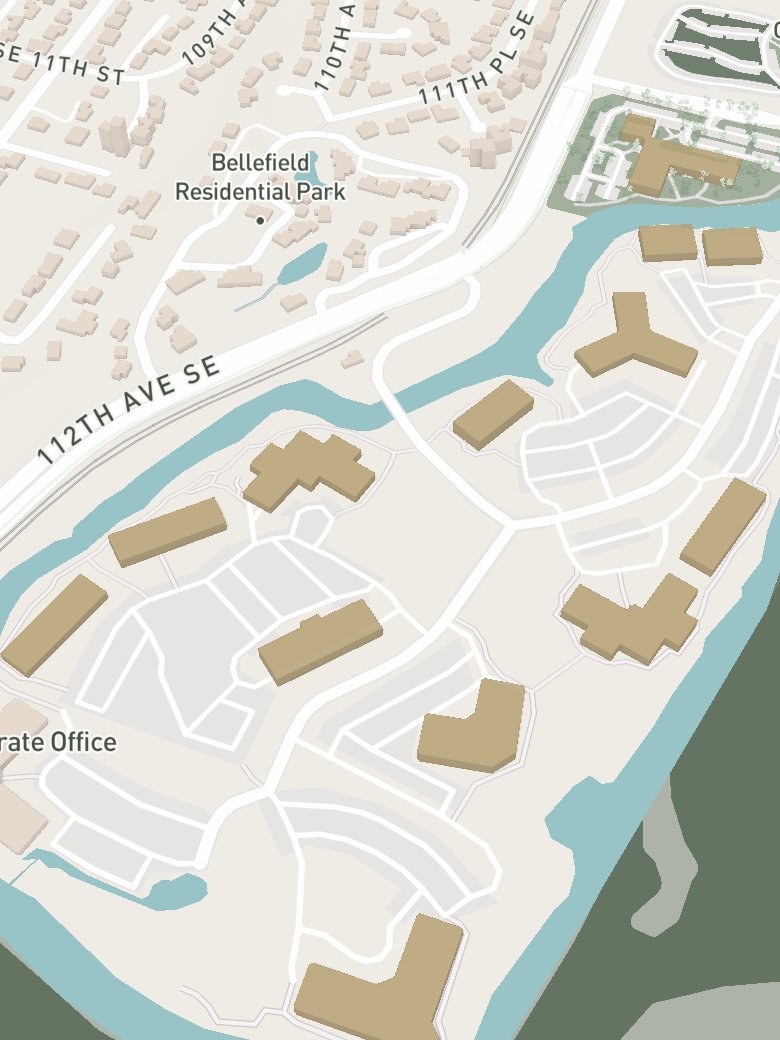 SE 11TH ST
109TH
110TH A
111TH PL SE
Bellefield
Residential Park
112TH AVE SE
rate Office